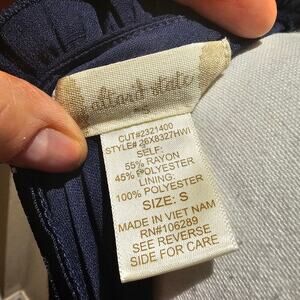 altar'd state
CUT#2321400
STYLE# 26X8327HWI
SELF:
55% RAYON
45% POLYESTER
LINING:
100% POLYESTER
SIZE: S
MADE IN VIET NAM
RN#106289
SEE REVERSE
SIDE FOR CARE